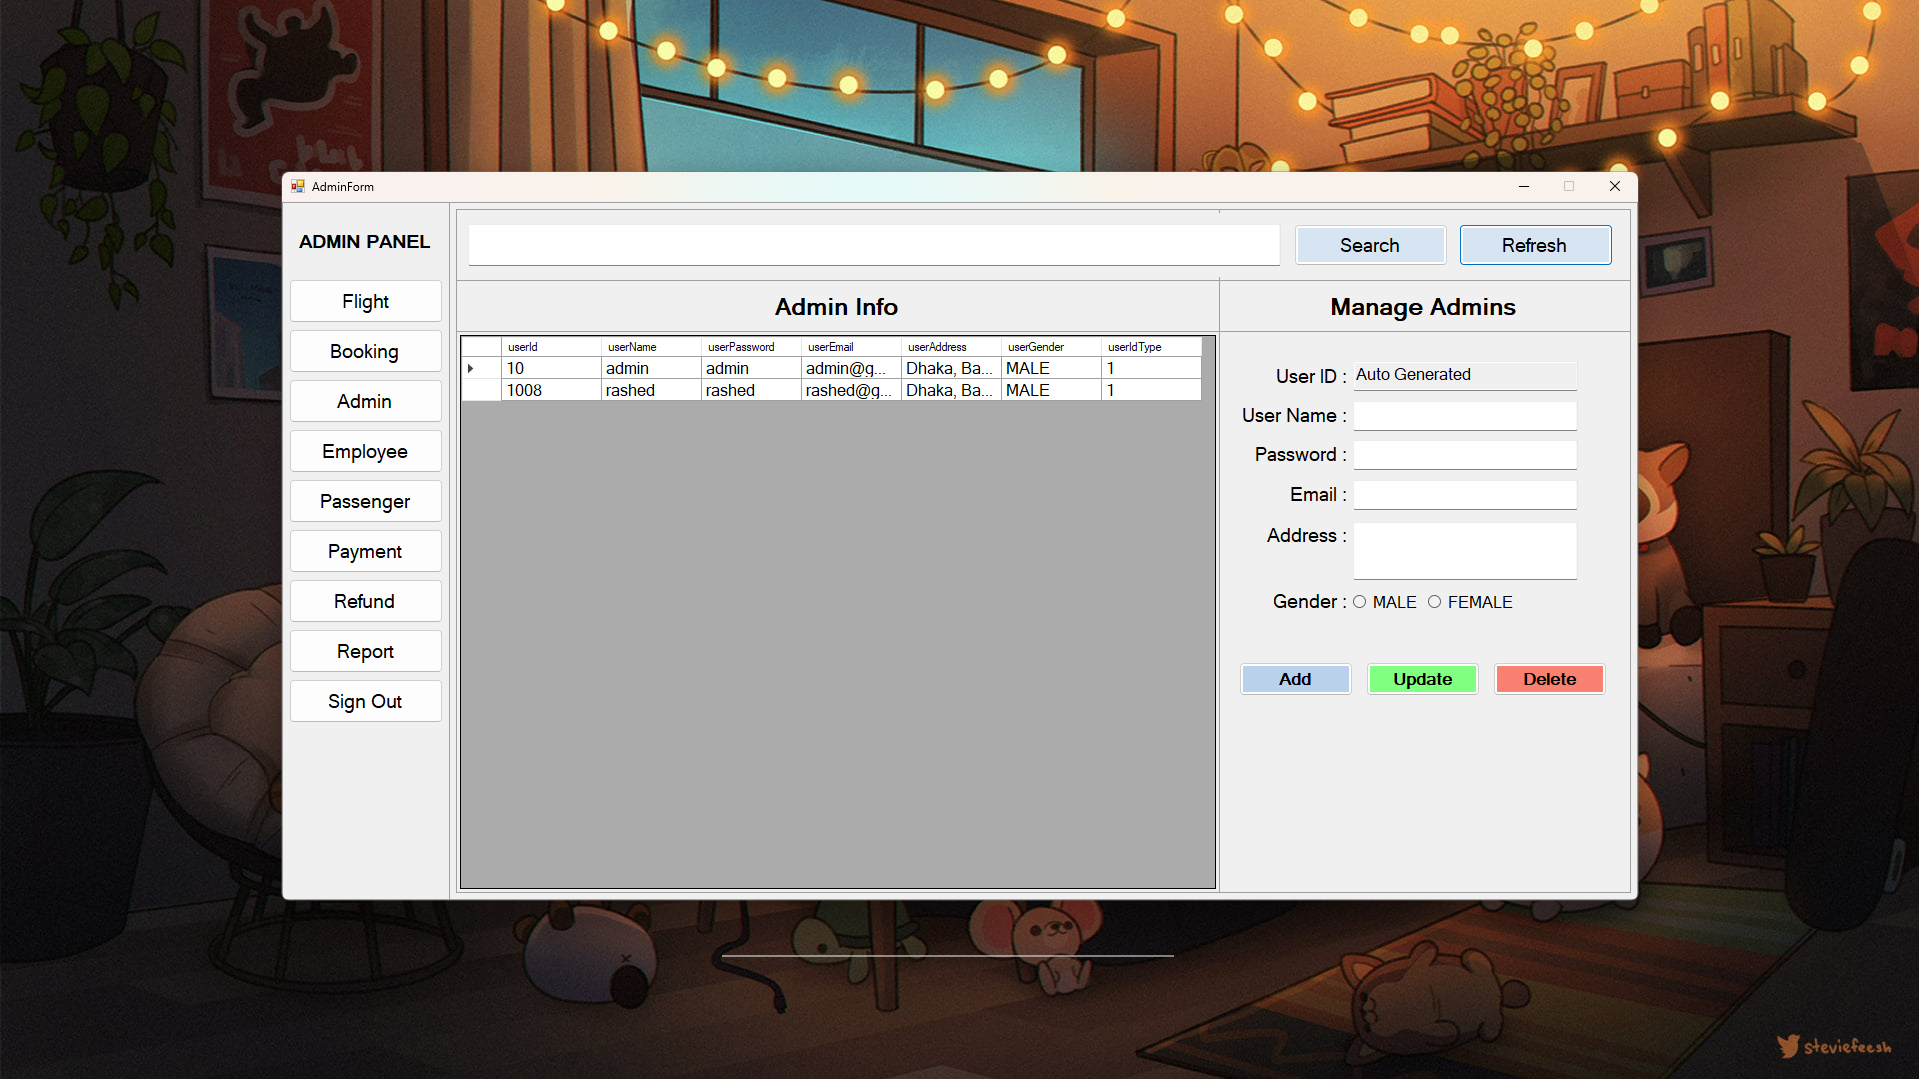 AdminForm
ADMIN PANEL
Flight
Booking
Admin
Employee
Passenger
Payment
Refund
Report
Sign Out
Search
Refresh
Admin Info
userId userName userPassword userEmail userAddress userGender userIdType
10 admin admin admin@g... Dhaka, Ba... MALE 1
1008 rashed rashed rashed@g... Dhaka, Ba... MALE 1
Manage Admins
User ID : Auto Generated
User Name :
Password :
Email :
Address :
Gender : MALE FEMALE
Add Update Delete
steviefeesh